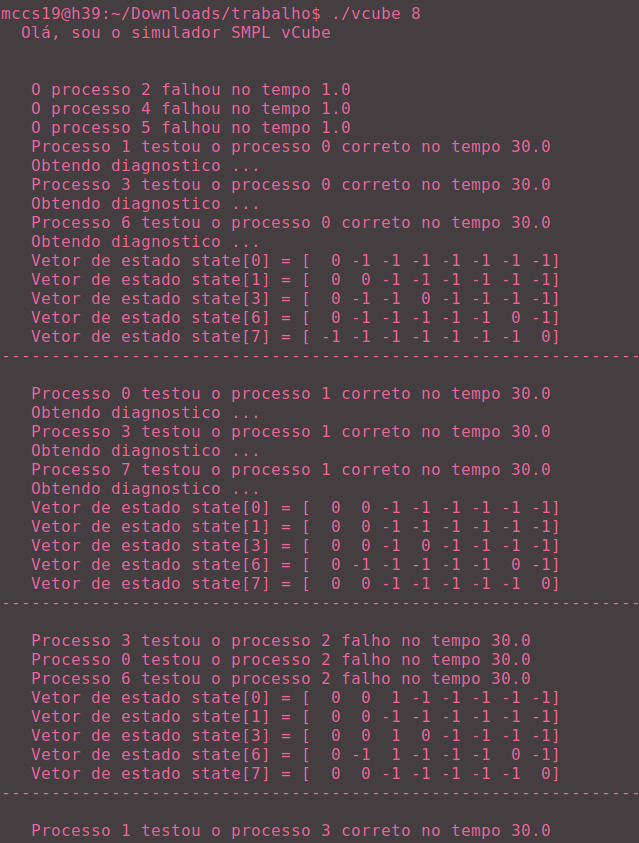 mccs19@h39:~/Downloads/trabalho$ ./vcube 8
Olá, sou o simulador SMPL vCube
O processo 2 falhou no tempo 1.0
O processo 4 falhou no tempo 1.0
O processo 5 falhou no tempo 1.0
Processo 1 testou o processo 0 correto no tempo 30.0
Obtendo diagnostico ...
Processo 3 testou o processo 0 correto no tempo 30.0
Obtendo diagnostico ...
Processo 6 testou o processo 0 correto no tempo 30.0
Obtendo diagnostico ...
Vetor de estado state[0] = [  0 -1 -1 -1 -1 -1 -1 -1]
Vetor de estado state[1] = [  0  0 -1 -1 -1 -1 -1 -1]
Vetor de estado state[3] = [  0 -1 -1  0 -1 -1 -1 -1]
Vetor de estado state[6] = [  0 -1 -1 -1 -1 -1  0 -1]
Vetor de estado state[7] = [ -1 -1 -1 -1 -1 -1 -1  0]
----------------------------------------------------------------
Processo 0 testou o processo 1 correto no tempo 30.0
Obtendo diagnostico ...
Processo 3 testou o processo 1 correto no tempo 30.0
Obtendo diagnostico ...
Processo 7 testou o processo 1 correto no tempo 30.0
Obtendo diagnostico ...
Vetor de estado state[0] = [  0  0 -1 -1 -1 -1 -1 -1]
Vetor de estado state[1] = [  0  0 -1 -1 -1 -1 -1 -1]
Vetor de estado state[3] = [  0  0 -1  0 -1 -1 -1 -1]
Vetor de estado state[6] = [  0 -1 -1 -1 -1 -1  0 -1]
Vetor de estado state[7] = [  0  0 -1 -1 -1 -1 -1  0]
----------------------------------------------------------------
Processo 3 testou o processo 2 falho no tempo 30.0
Processo 0 testou o processo 2 falho no tempo 30.0
Processo 6 testou o processo 2 falho no tempo 30.0
Vetor de estado state[0] = [  0  0  1 -1 -1 -1 -1 -1]
Vetor de estado state[1] = [  0  0 -1 -1 -1 -1 -1 -1]
Vetor de estado state[3] = [  0  0  1  0 -1 -1 -1 -1]
Vetor de estado state[6] = [  0 -1  1 -1 -1 -1  0 -1]
Vetor de estado state[7] = [  0  0 -1 -1 -1 -1 -1  0]
----------------------------------------------------------------
Processo 1 testou o processo 3 correto no tempo 30.0